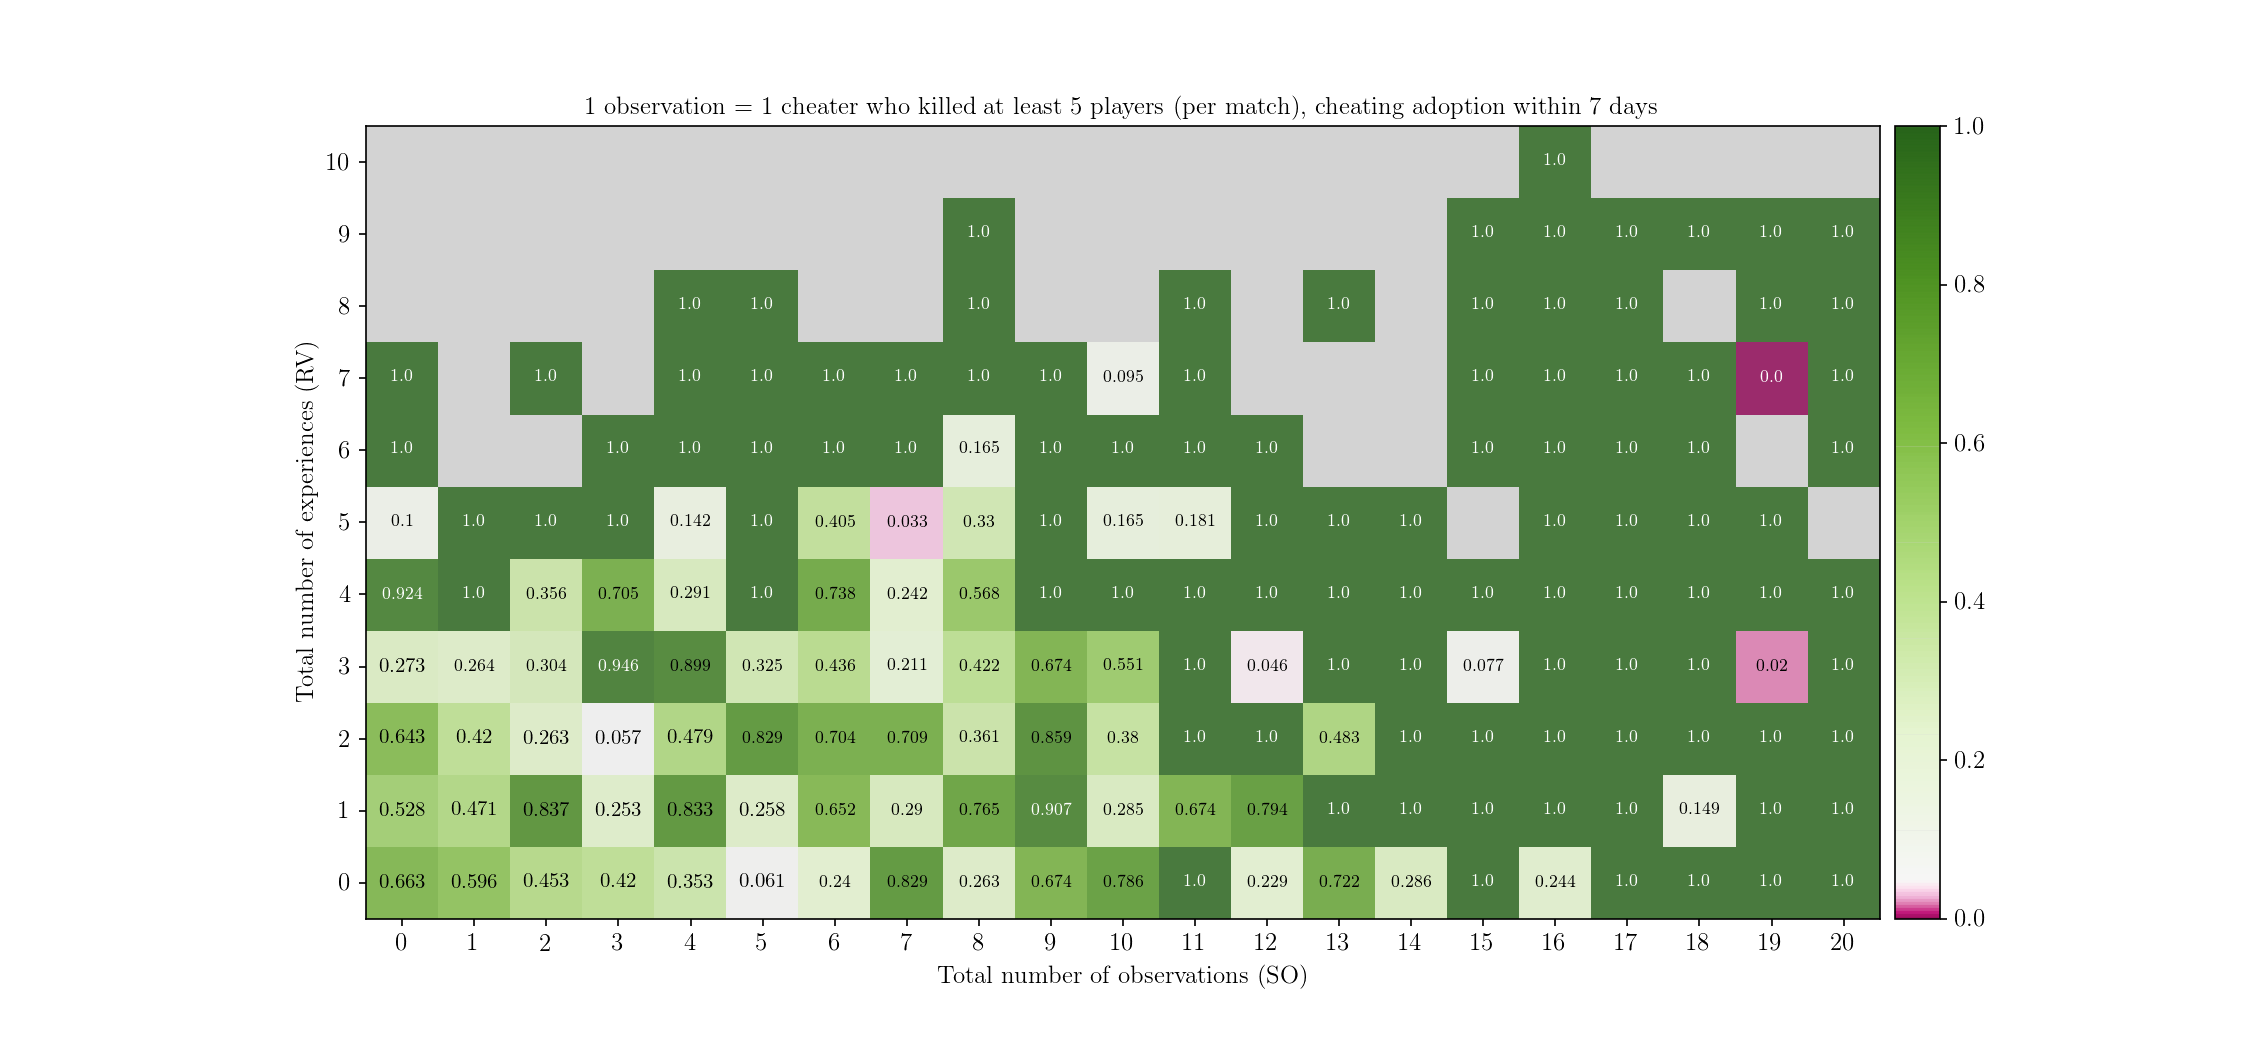 1 observation = 1 cheater who killed at least 5 players (per match), cheating adoption within 7 days
Total number of experiences (RV)
10 1.0
9 1.0 1.0 1.0 1.0 1.0 1.0 1.0
8 1.0 1.0 1.0 1.0 1.0 1.0 1.0 1.0 1.0 1.0
7 1.0 1.0 1.0 1.0 1.0 1.0 1.0 1.0 0.095 1.0 1.0 1.0 1.0 1.0 0.0 1.0
6 1.0 1.0 1.0 1.0 1.0 1.0 0.165 1.0 1.0 1.0 1.0 1.0 1.0 1.0 1.0 1.0
5 0.1 1.0 1.0 1.0 0.142 1.0 0.405 0.033 0.33 1.0 0.165 0.181 1.0 1.0 1.0 1.0 1.0 1.0 1.0
4 0.924 1.0 0.356 0.705 0.291 1.0 0.738 0.242 0.568 1.0 1.0 1.0 1.0 1.0 1.0 1.0 1.0 1.0 1.0 1.0 1.0
3 0.273 0.264 0.304 0.946 0.899 0.325 0.436 0.211 0.422 0.674 0.551 1.0 0.046 1.0 1.0 0.077 1.0 1.0 1.0 0.02 1.0
2 0.643 0.42 0.263 0.057 0.479 0.829 0.704 0.709 0.361 0.859 0.38 1.0 1.0 0.483 1.0 1.0 1.0 1.0 1.0 1.0 1.0
1 0.528 0.471 0.837 0.253 0.833 0.258 0.652 0.29 0.765 0.907 0.285 0.674 0.794 1.0 1.0 1.0 1.0 1.0 0.149 1.0 1.0
0 0.663 0.596 0.453 0.42 0.353 0.061 0.24 0.829 0.263 0.674 0.786 1.0 0.229 0.722 0.286 1.0 0.244 1.0 1.0 1.0 1.0
0 1 2 3 4 5 6 7 8 9 10 11 12 13 14 15 16 17 18 19 20
Total number of observations (SO)
1.0
0.8
0.6
0.4
0.2
0.0